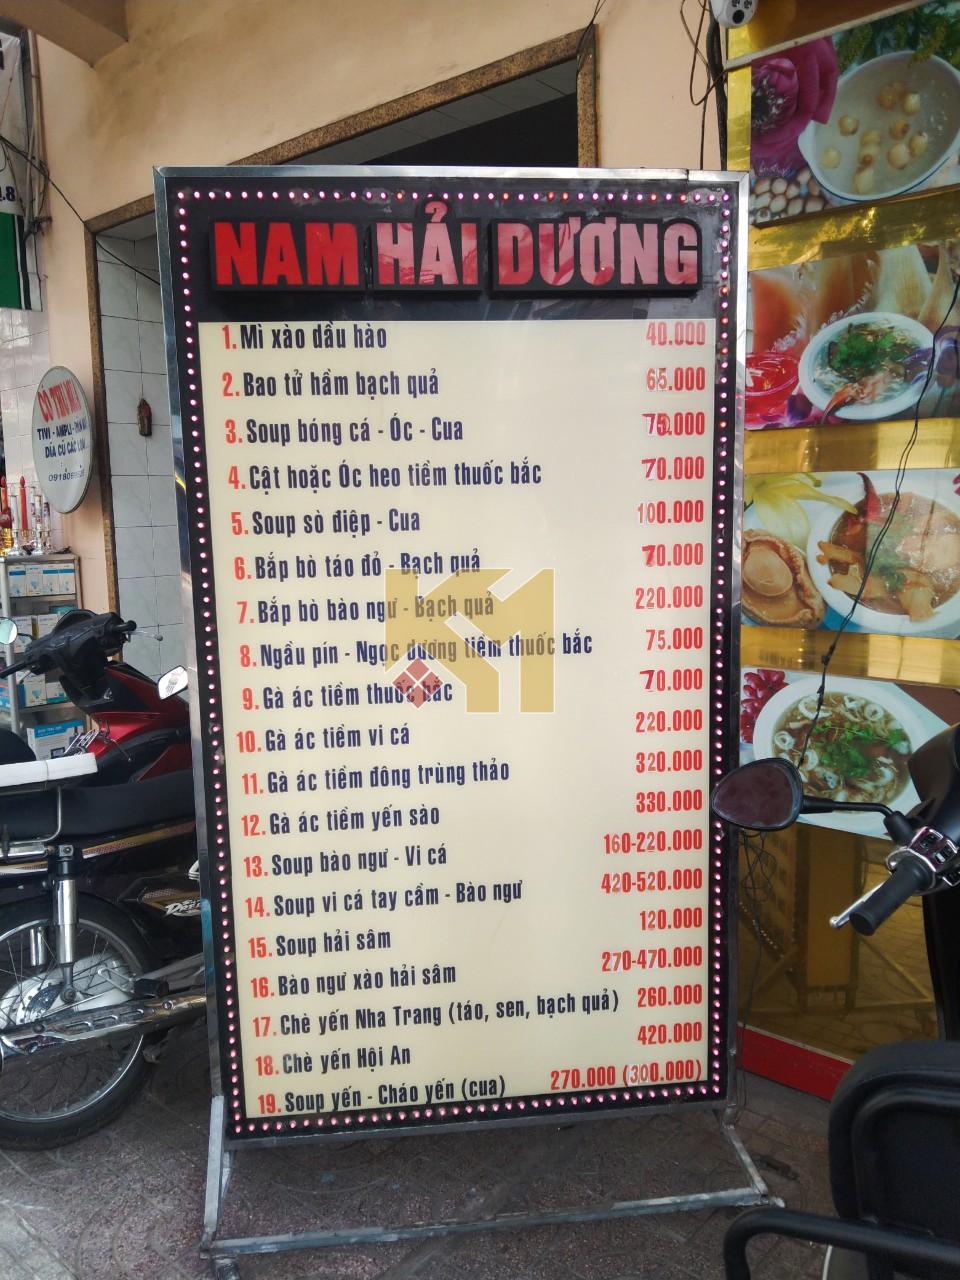 NAM HẢI DƯƠNG
1. Mì xào dầu hào 40.000
2. Bao tử hầm bạch quả 65.000
3. Soup bóng cá - Óc - Cua 75.000
4. Cật hoặc Óc heo tiềm thuốc bắc 70.000
5. Soup sò điệp - Cua 100.000
6. Bắp bò táo đỏ - Bạch quả 70.000
7. Bắp bò bào ngư - Bạch quả 220.000
8. Ngầu pín - Ngọc dương tiềm thuốc bắc 75.000
9. Gà ác tiềm thuốc bắc 70.000
10. Gà ác tiềm vi cá 220.000
11. Gà ác tiềm đông trùng thảo 320.000
12. Gà ác tiềm yến sào 330.000
13. Soup bào ngư - Vi cá 160-220.000
14. Soup vi cá tay cầm - Bào ngư 420-520.000
15. Soup hải sâm 120.000
16. Bào ngư xào hải sâm 270-470.000
17. Chè yến Nha Trang (táo, sen, bạch quả) 260.000
18. Chè yến Hội An 420.000
19. Soup yến - Cháo yến (cua) 270.000 (300.000)
TIVI - AMPLI
DĨA CŨ CÁC